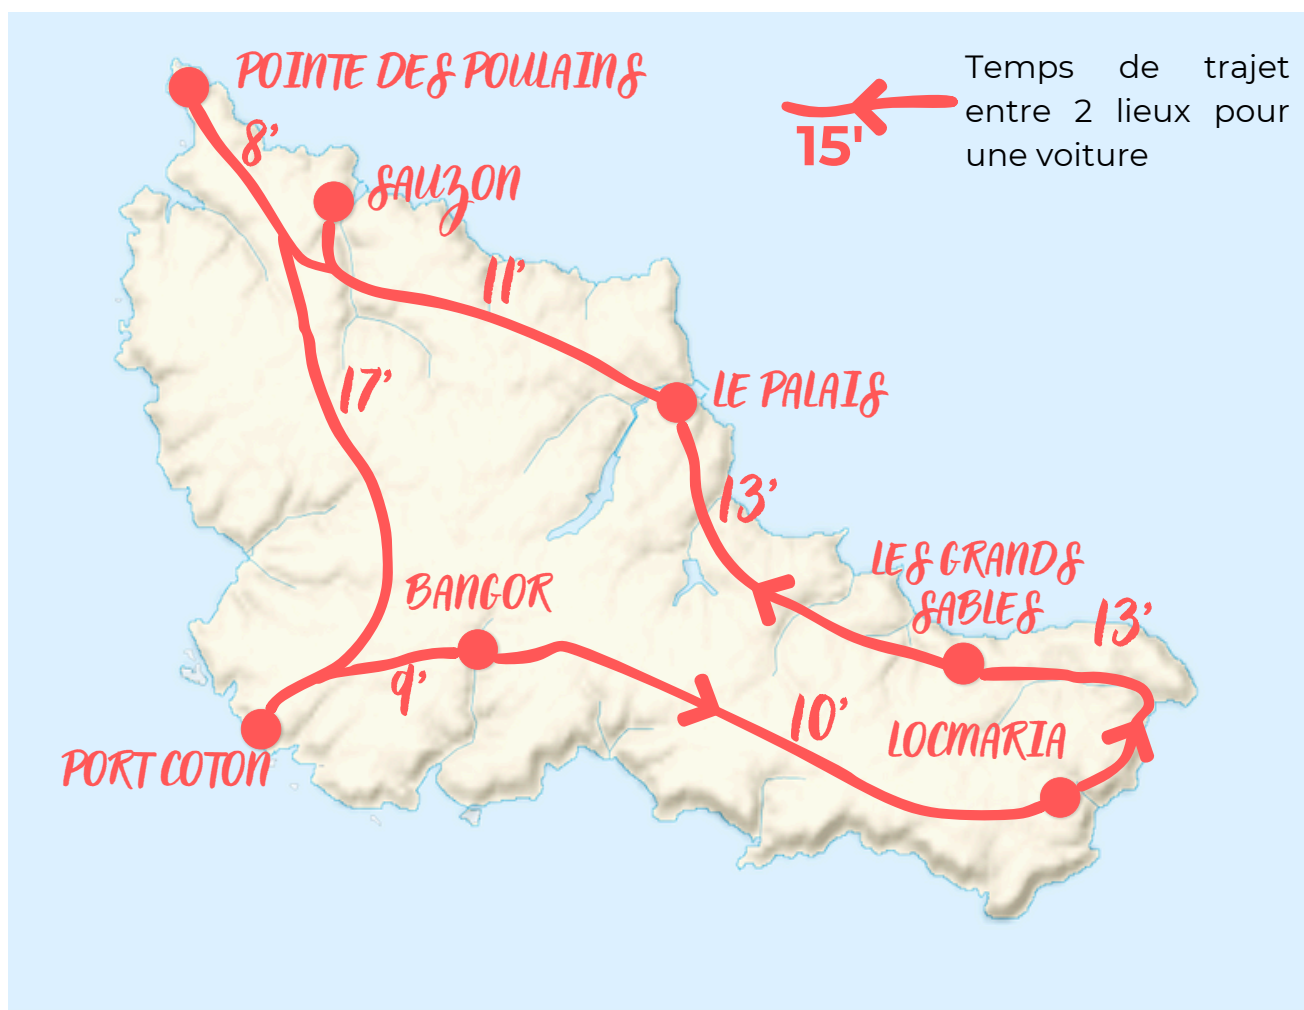 POINTE DES POULAINS
8'
SAUZON
11'
Temps de trajet
entre 2 lieux pour
une voiture
15'
17'
LE PALAIS
13'
LES GRANDS
SABLES
13'
BANGOR
9'
10'
LOCMARIA
PORT COTON